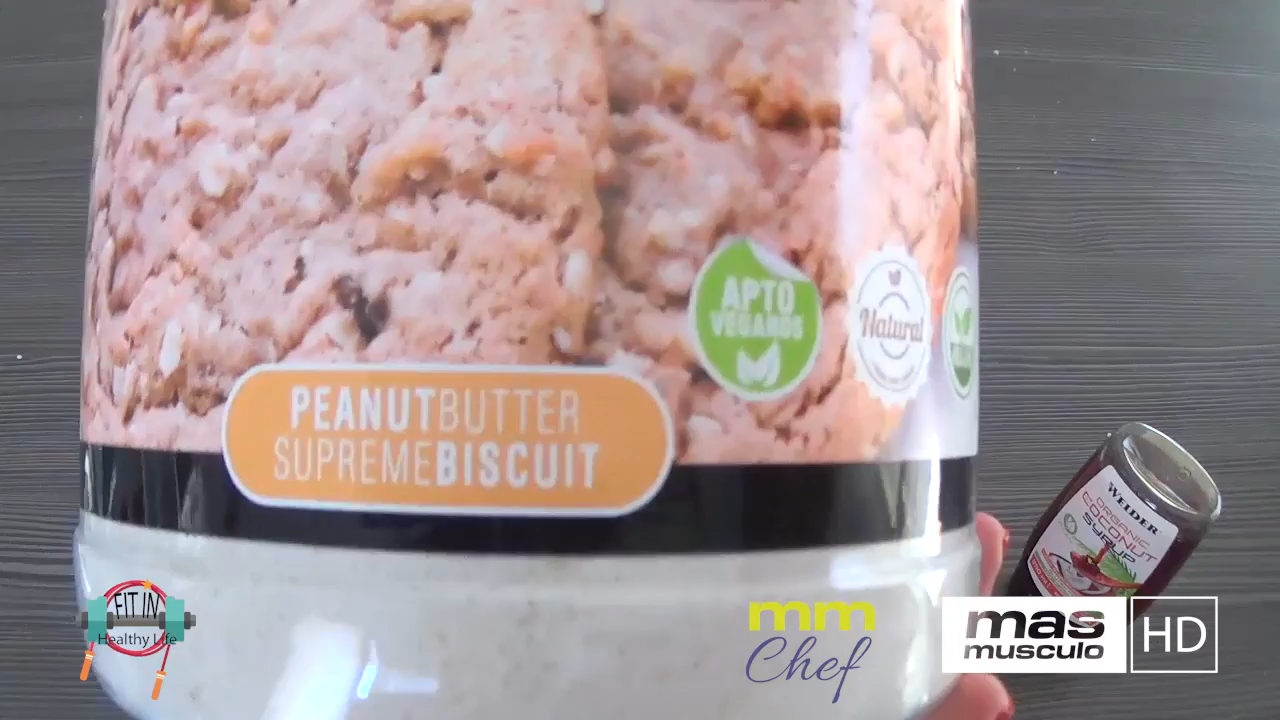 APTO
VEGANOS
Natural
PEANUTBUTTER
SUPREMEBISCUIT
WEIDER
ORGANIC
COCONUT
SYRUP
FIT IN
Healthy Life
mm
Chef
mas
musculo
HD